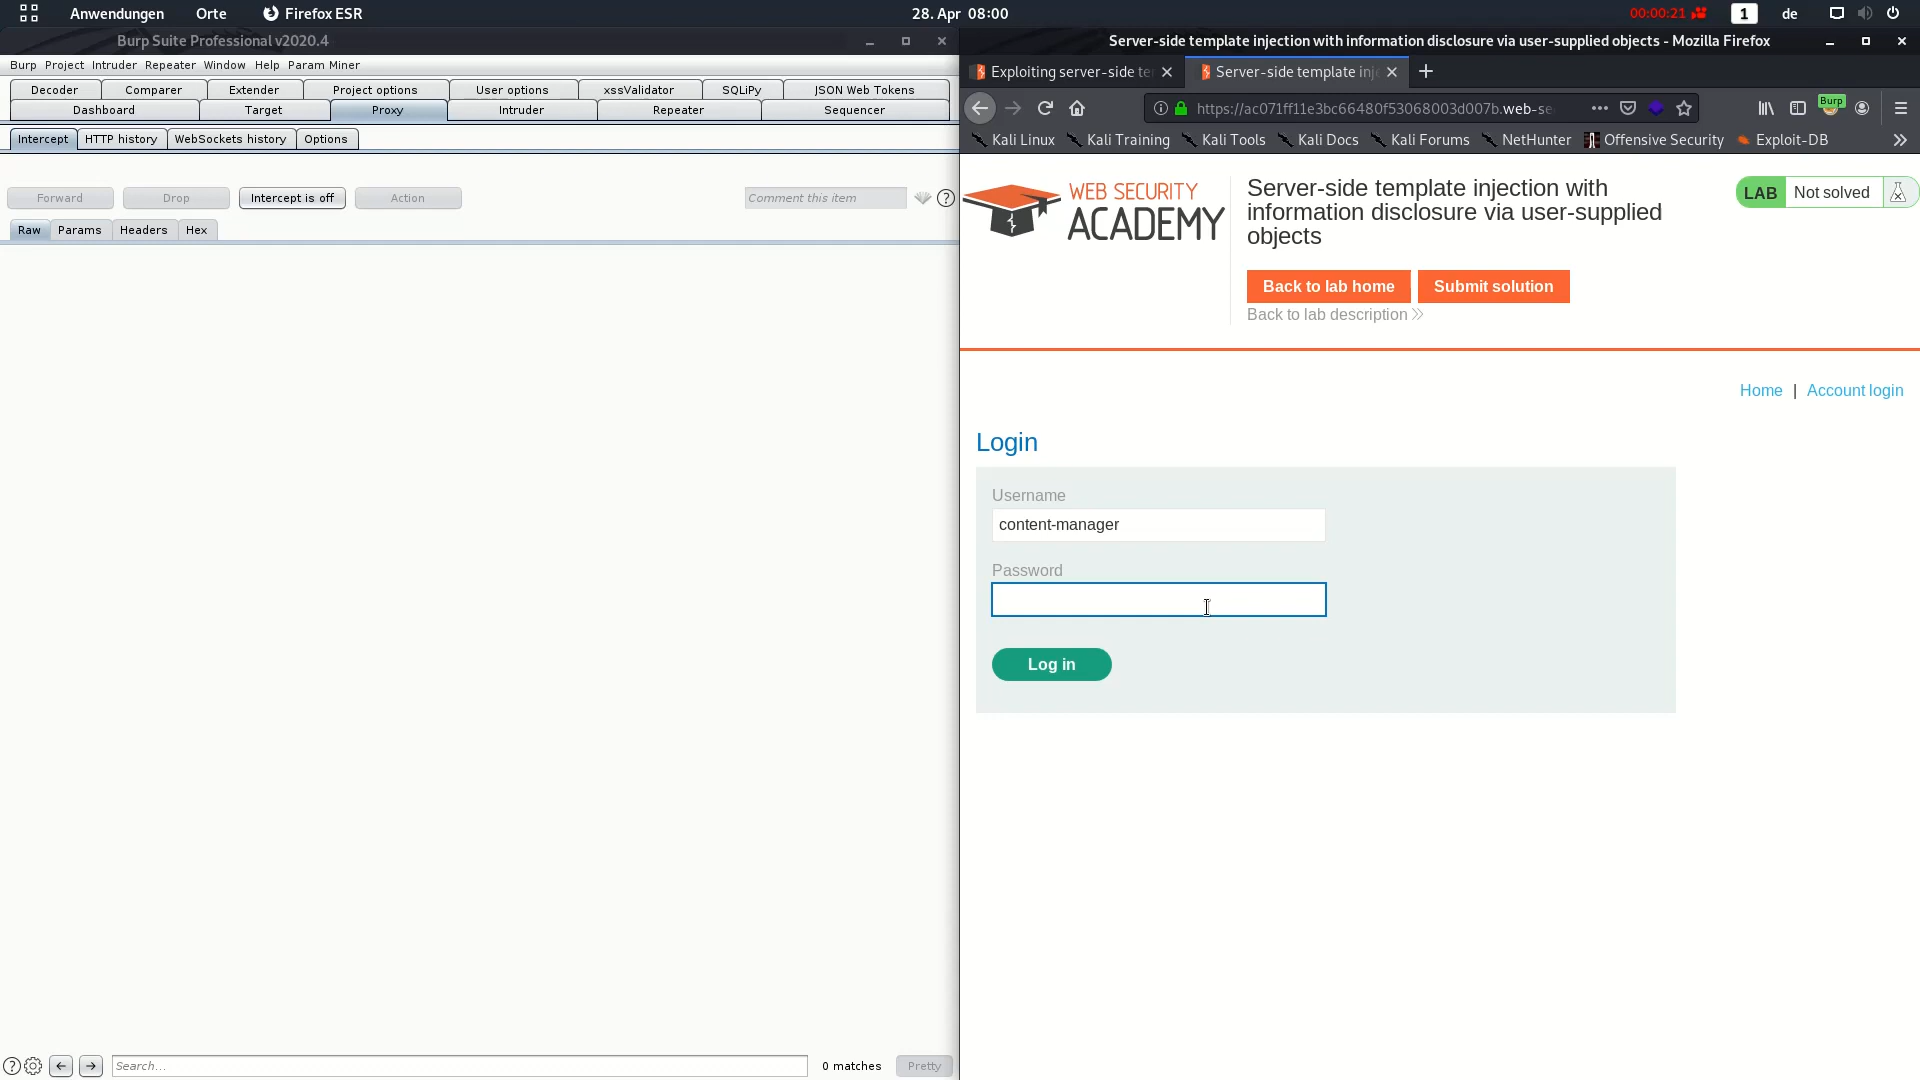 Anwendungen Orte Firefox ESR 28. Apr 08:00 00:00:21 1 de
Burp Suite Professional v2020.4
Burp Project Intruder Repeater Window Help Param Miner
Decoder Comparer Extender Project options User options xssValidator SQLiPy JSON Web Tokens
Dashboard Target Proxy Intruder Repeater Sequencer
Intercept HTTP history WebSockets history Options
Forward Drop Intercept is off Action Comment this item ?
Raw Params Headers Hex
? Search... 0 matches Pretty
Server-side template injection with information disclosure via user-supplied objects - Mozilla Firefox
Exploiting server-side te Server-side template inj
https://ac071ff11e3bc66480f53068003d007b.web-se Burp
Kali Linux Kali Training Kali Tools Kali Docs Kali Forums NetHunter Offensive Security Exploit-DB
WEB SECURITY
ACADEMY
Server-side template injection with
information disclosure via user-supplied
objects
LAB Not solved
Back to lab home Submit solution
Back to lab description
Home | Account login
Login
Username
content-manager
Password
Log in